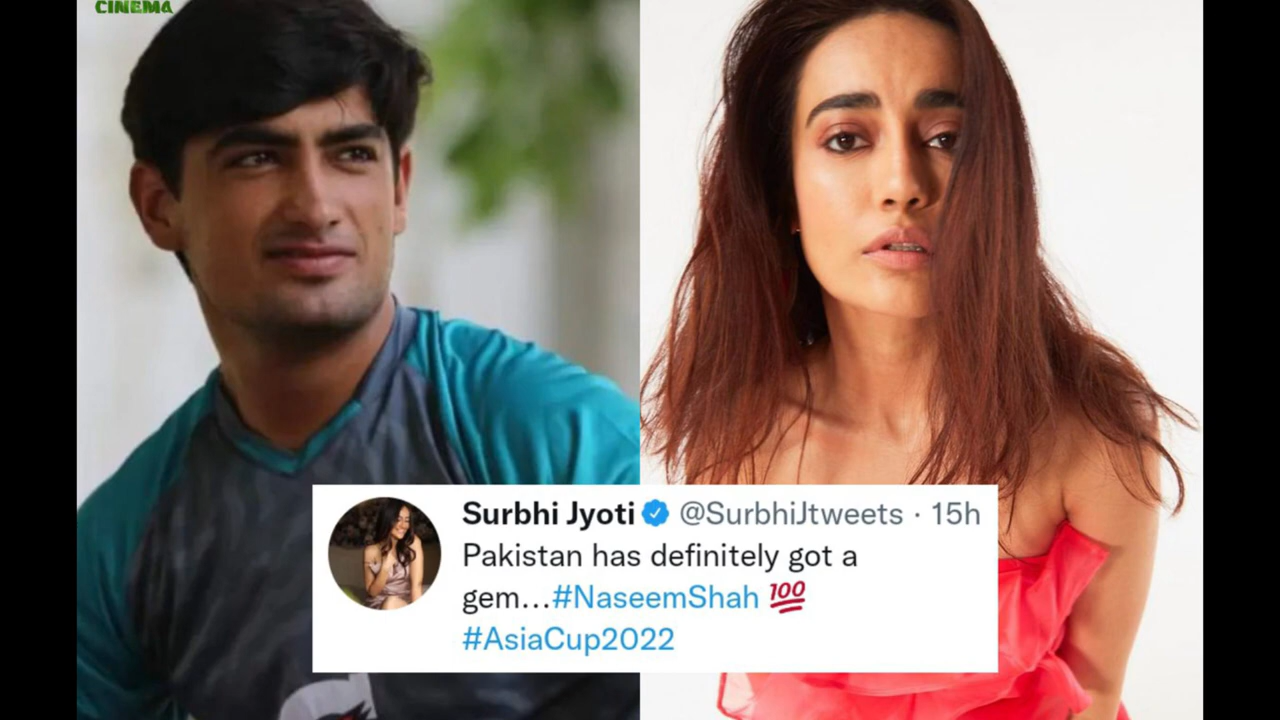 CINEMA
Surbhi Jyoti @SurbhiJtweets · 15h
Pakistan has definitely got a
gem...#NaseemShah 💯
#AsiaCup2022